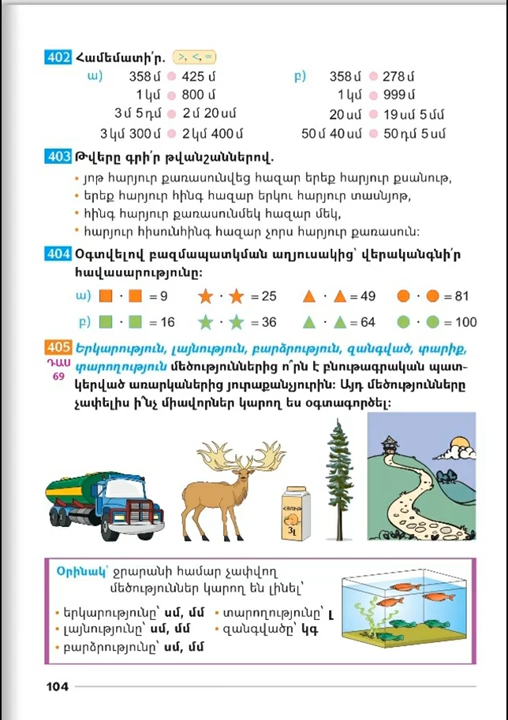 402 Համեմատի՛ր. >, <, =
ա) 358 մ 425 մ բ) 358 մ 278 մ
1 կմ 800 մ 1 կմ 999 մ
3 մ 5 դմ 2 մ 20 սմ 20 սմ 19 սմ 5 մմ
3 կմ 300 մ 2 կմ 400 մ 50 մ 40 սմ 50 դմ 5 սմ
403 Թվերը գրի՛ր թվանշաններով.
• յոթ հարյուր քառասունվեց հազար երեք հարյուր քսանութ,
• երեք հարյուր հինգ հազար երկու հարյուր տասնյոթ,
• հինգ հարյուր քառասունմեկ հազար մեկ,
• հարյուր հիսունհինգ հազար չորս հարյուր քառասուն:
404 Օգտվելով բազմապատկման աղյուսակից՝ վերականգնի՛ր
հավասարությունը:
ա) · = 9 · = 25 · = 49 · = 81
բ) · = 16 · = 36 · = 64 · = 100
405 Երկարություն, լայնություն, բարձրություն, զանգված, տարիք,
ԴԱՍ 69 տարողություն մեծություններից ո՞րն է բնութագրական պատ-
կերված առարկաներից յուրաքանչյուրին: Այդ մեծությունները
չափելիս ի՞նչ միավորներ կարող ես օգտագործել:
3լ
Օրինակ՝ ջրարանի համար չափվող
մեծություններ կարող են լինել՝
• երկարությունը՝ սմ, մմ • տարողությունը՝ լ
• լայնությունը՝ սմ, մմ • զանգվածը՝ կգ
• բարձրությունը՝ սմ, մմ
104